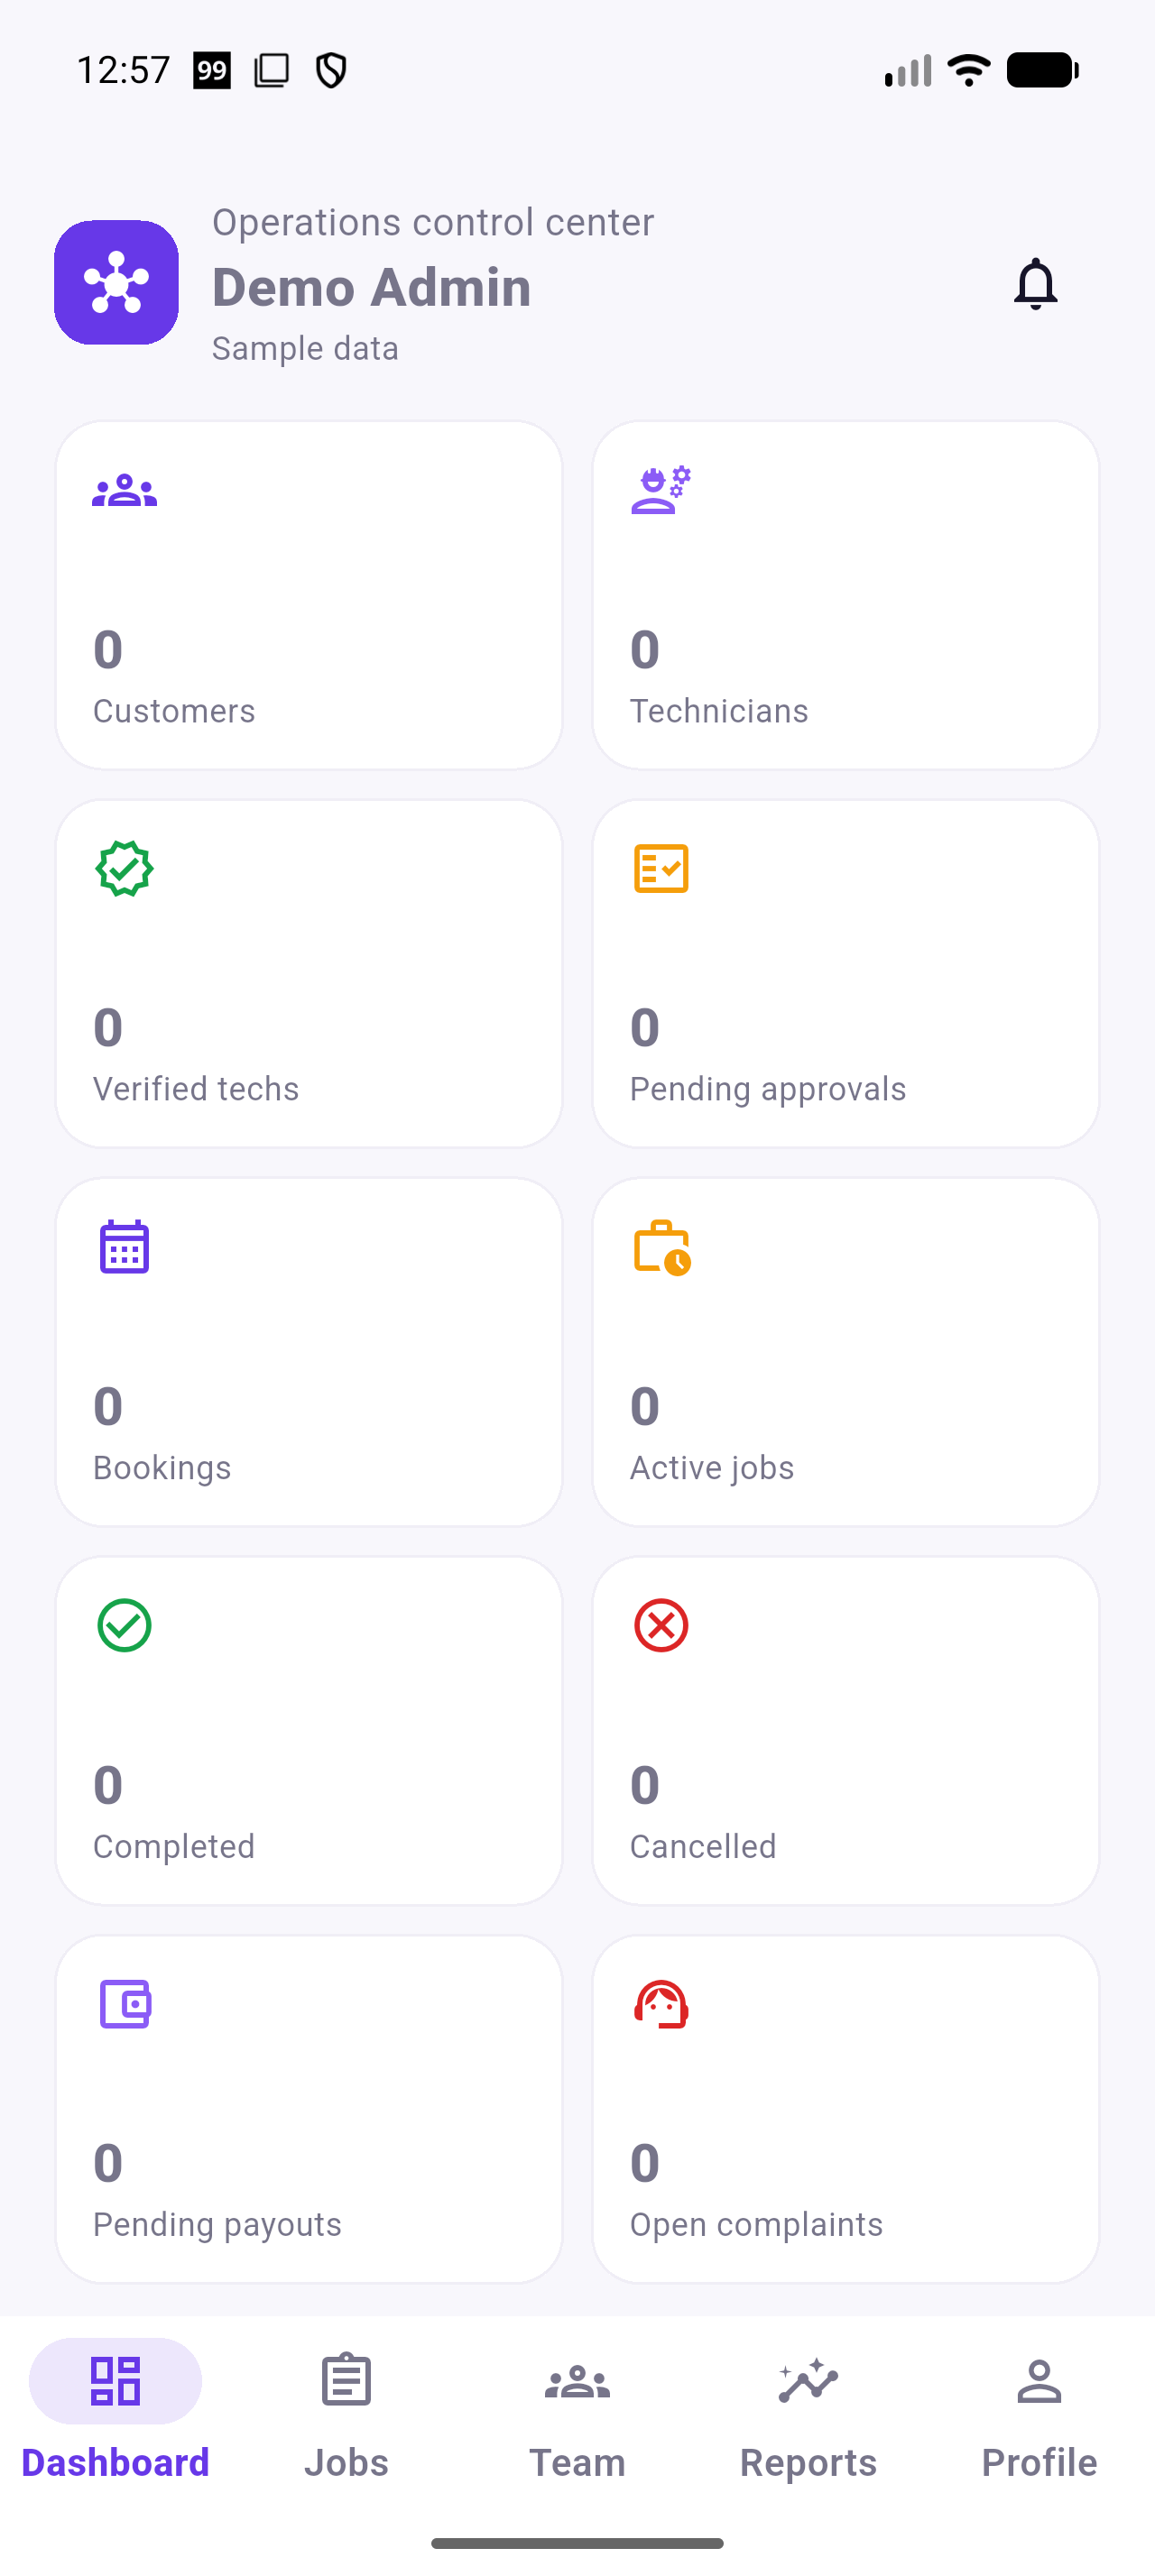 12:57 99
Operations control center
Demo Admin
Sample data
0
Customers
0
Technicians
0
Verified techs
0
Pending approvals
0
Bookings
0
Active jobs
0
Completed
0
Cancelled
0
Pending payouts
0
Open complaints
Dashboard Jobs Team Reports Profile